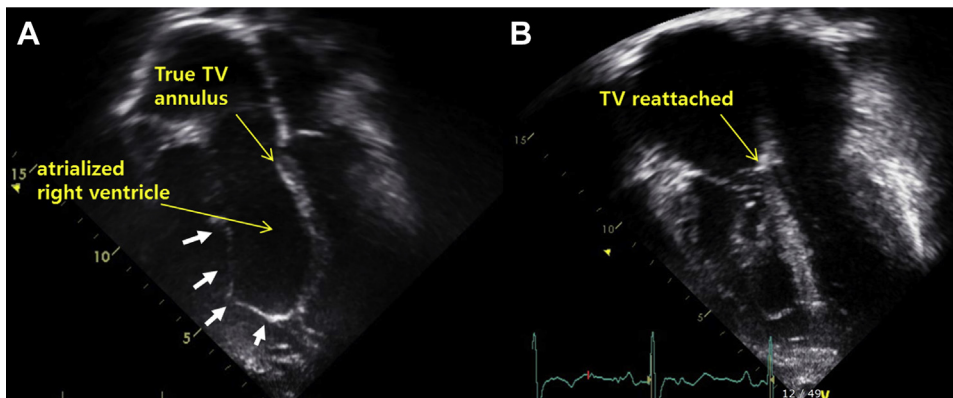 A
True TV
annulus
15
atrialized
right ventricle
10
5
B
TV reattached
15
10
5
12 / 49
V